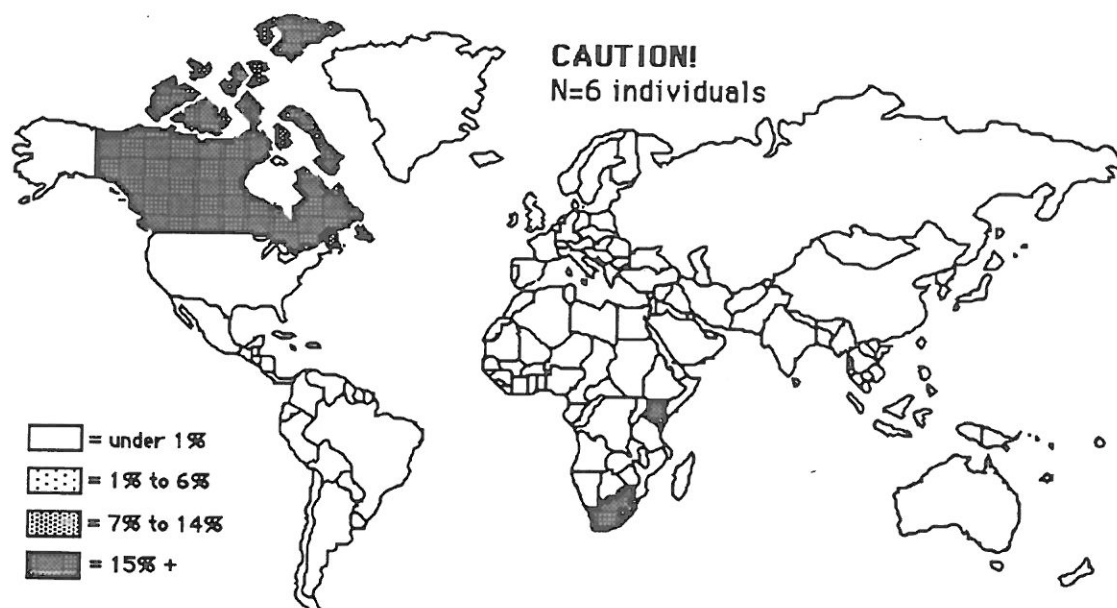 CAUTION!
N=6 individuals
= under 1%
= 1% to 6%
= 7% to 14%
= 15% +